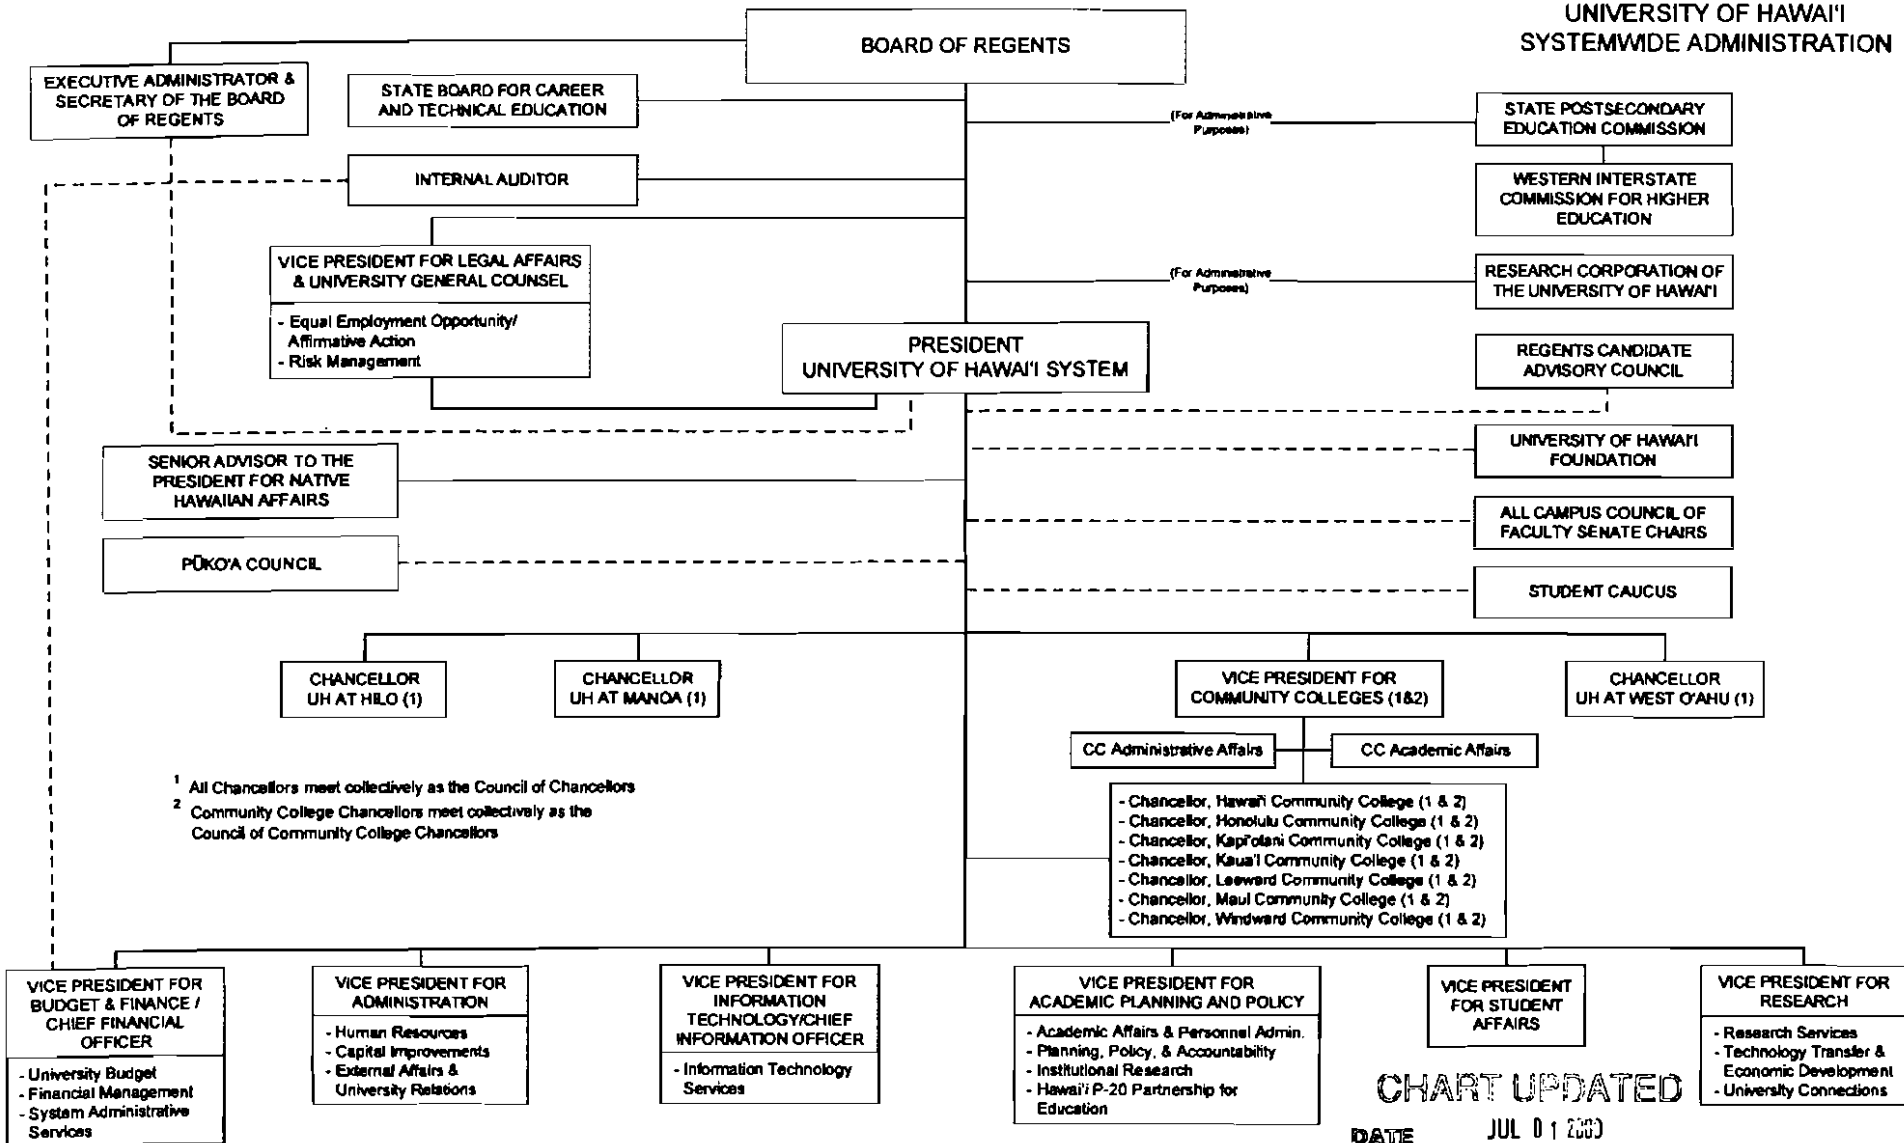 UNIVERSITY OF HAWAI'I
SYSTEMWIDE ADMINISTRATION
BOARD OF REGENTS
EXECUTIVE ADMINISTRATOR &
SECRETARY OF THE BOARD
OF REGENTS
STATE BOARD FOR CAREER
AND TECHNICAL EDUCATION
(For Administrative
Purposes)
STATE POSTSECONDARY
EDUCATION COMMISSION
INTERNAL AUDITOR
WESTERN INTERSTATE
COMMISSION FOR HIGHER
EDUCATION
VICE PRESIDENT FOR LEGAL AFFAIRS
& UNIVERSITY GENERAL COUNSEL
- Equal Employment Opportunity/
Affirmative Action
- Risk Management
(For Administrative
Purposes)
RESEARCH CORPORATION OF
THE UNIVERSITY OF HAWAI'I
PRESIDENT
UNIVERSITY OF HAWAI'I SYSTEM
REGENTS CANDIDATE
ADVISORY COUNCIL
UNIVERSITY OF HAWAI'I
FOUNDATION
SENIOR ADVISOR TO THE
PRESIDENT FOR NATIVE
HAWAIIAN AFFAIRS
ALL CAMPUS COUNCIL OF
FACULTY SENATE CHAIRS
PŪKO'A COUNCIL
STUDENT CAUCUS
CHANCELLOR
UH AT HILO (1)
CHANCELLOR
UH AT MANOA (1)
VICE PRESIDENT FOR
COMMUNITY COLLEGES (1&2)
CHANCELLOR
UH AT WEST O'AHU (1)
CC Administrative Affairs
CC Academic Affairs
1 All Chancellors meet collectively as the Council of Chancellors
2 Community College Chancellors meet collectively as the
Council of Community College Chancellors
- Chancellor, Hawai'i Community College (1 & 2)
- Chancellor, Honolulu Community College (1 & 2)
- Chancellor, Kapi'olani Community College (1 & 2)
- Chancellor, Kaua'i Community College (1 & 2)
- Chancellor, Leeward Community College (1 & 2)
- Chancellor, Maui Community College (1 & 2)
- Chancellor, Windward Community College (1 & 2)
VICE PRESIDENT FOR
BUDGET & FINANCE /
CHIEF FINANCIAL
OFFICER
- University Budget
- Financial Management
- System Administrative
Services
VICE PRESIDENT FOR
ADMINISTRATION
- Human Resources
- Capital Improvements
- External Affairs &
University Relations
VICE PRESIDENT FOR
INFORMATION
TECHNOLOGY/CHIEF
INFORMATION OFFICER
- Information Technology
Services
VICE PRESIDENT FOR
ACADEMIC PLANNING AND POLICY
- Academic Affairs & Personnel Admin.
- Planning, Policy, & Accountability
- Institutional Research
- Hawai'i P-20 Partnership for
Education
VICE PRESIDENT
FOR STUDENT
AFFAIRS
VICE PRESIDENT FOR
RESEARCH
- Research Services
- Technology Transfer &
Economic Development
- University Connections
CHART UPDATED
DATE JUL 01